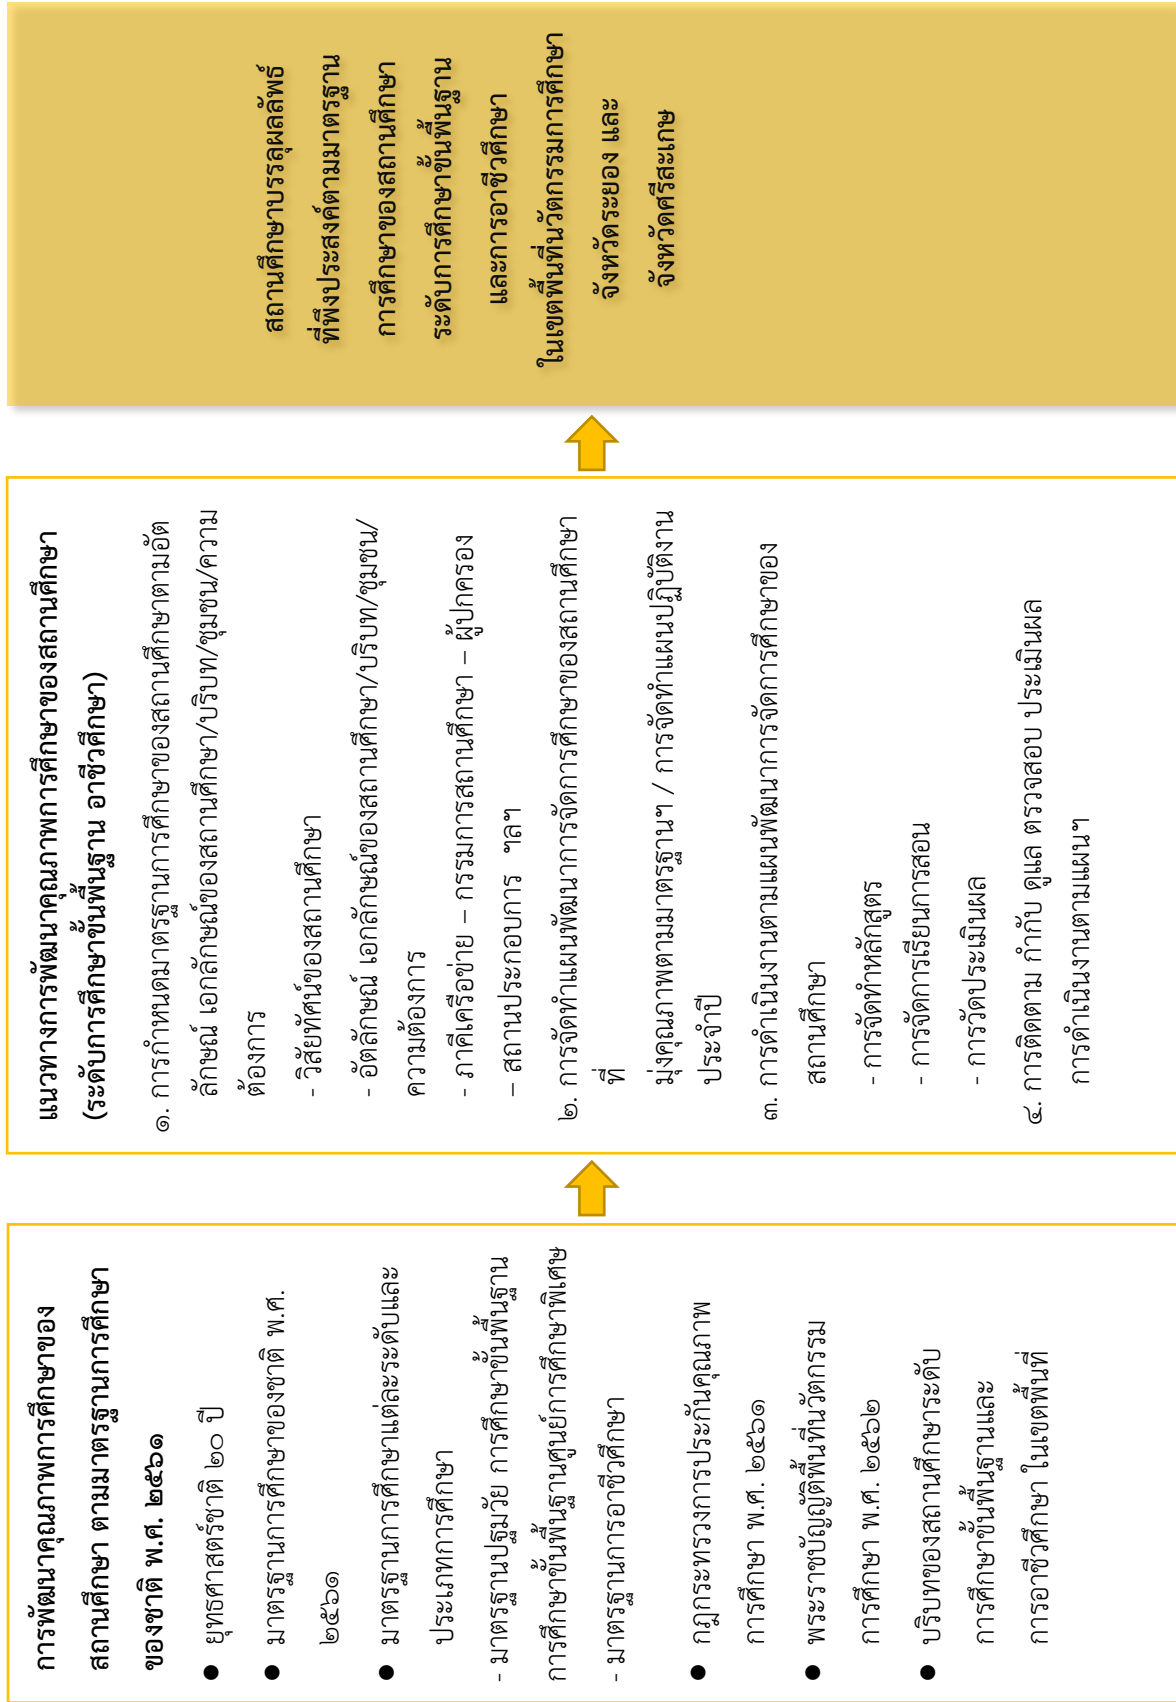 การพัฒนาคุณภาพการศึกษาของ
สถานศึกษา ตามมาตรฐานการศึกษา
ของชาติ พ.ศ. ๒๕๖๑
● ยุทธศาสตร์ชาติ ๒๐ ปี
● มาตรฐานการศึกษาของชาติ พ.ศ.
๒๕๖๑
● มาตรฐานการศึกษาแต่ละระดับและ
ประเภทการศึกษา
- มาตรฐานปฐมวัย การศึกษาขั้นพื้นฐาน
การศึกษาขั้นพื้นฐานศูนย์การศึกษาพิเศษ
- มาตรฐานการอาชีวศึกษา
● กฎกระทรวงการประกันคุณภาพ
การศึกษา พ.ศ. ๒๕๖๑
● พระราชบัญญัติพื้นที่นวัตกรรม
การศึกษา พ.ศ. ๒๕๖๒
● บริบทของสถานศึกษาระดับ
การศึกษาขั้นพื้นฐานและ
การอาชีวศึกษา ในเขตพื้นที่
แนวทางการพัฒนาคุณภาพการศึกษาของสถานศึกษา
(ระดับการศึกษาขั้นพื้นฐาน อาชีวศึกษา)
๑. การกำหนดมาตรฐานการศึกษาของสถานศึกษาตามอัต
ลักษณ์ เอกลักษณ์ของสถานศึกษา/บริบท/ชุมชน/ความ
ต้องการ
- วิสัยทัศน์ของสถานศึกษา
- อัตลักษณ์ เอกลักษณ์ของสถานศึกษา/บริบท/ชุมชน/
ความต้องการ
- ภาคีเครือข่าย – กรรมการสถานศึกษา – ผู้ปกครอง
– สถานประกอบการ ฯลฯ
๒. การจัดทำแผนพัฒนาการจัดการศึกษาของสถานศึกษา
ที่
มุ่งคุณภาพตามมาตรฐานฯ / การจัดทำแผนปฏิบัติงาน
ประจำปี
๓. การดำเนินงานตามแผนพัฒนาการจัดการศึกษาของ
สถานศึกษา
- การจัดทำหลักสูตร
- การจัดการเรียนการสอน
- การวัดประเมินผล
๔. การติดตาม กำกับ ดูแล ตรวจสอบ ประเมินผล
การดำเนินงานตามแผนฯ
สถานศึกษาบรรลุผลลัพธ์
ที่พึงประสงค์ตามมาตรฐาน
การศึกษาของสถานศึกษา
ระดับการศึกษาขั้นพื้นฐาน
และการอาชีวศึกษา
ในเขตพื้นที่นวัตกรรมการศึกษา
จังหวัดระยอง และ
จังหวัดศรีสะเกษ